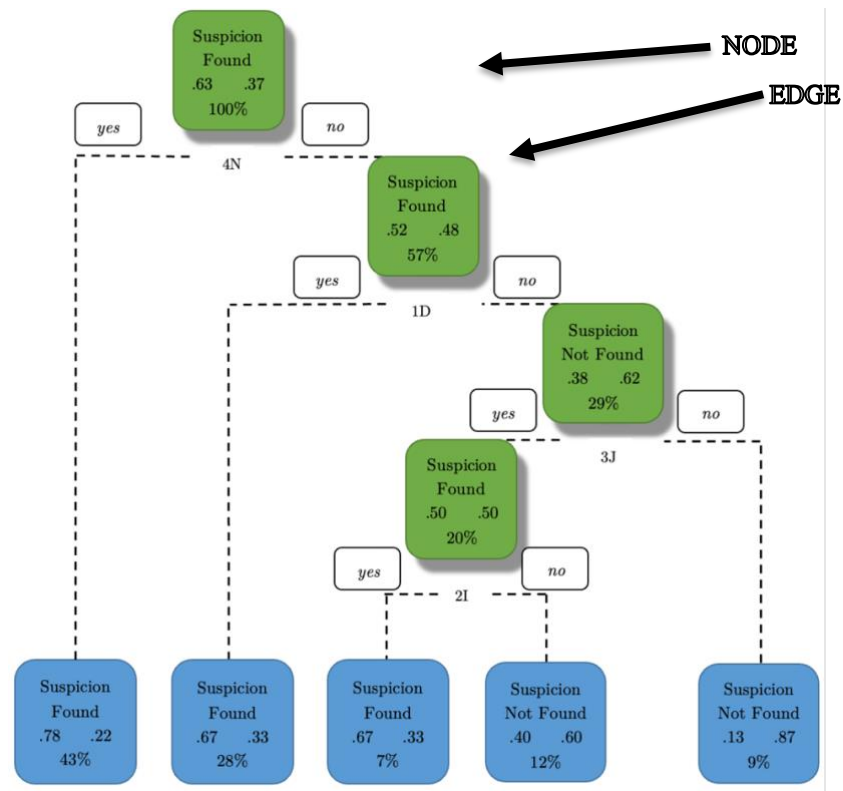 Suspicion
Found
.63 .37
100%
NODE
EDGE
yes
no
4N
Suspicion
Found
.52 .48
57%
yes
no
1D
Suspicion
Not Found
.38 .62
29%
yes
no
3J
Suspicion
Found
.50 .50
20%
yes
no
2I
Suspicion
Found
.78 .22
43%
Suspicion
Found
.67 .33
28%
Suspicion
Found
.67 .33
7%
Suspicion
Not Found
.40 .60
12%
Suspicion
Not Found
.13 .87
9%